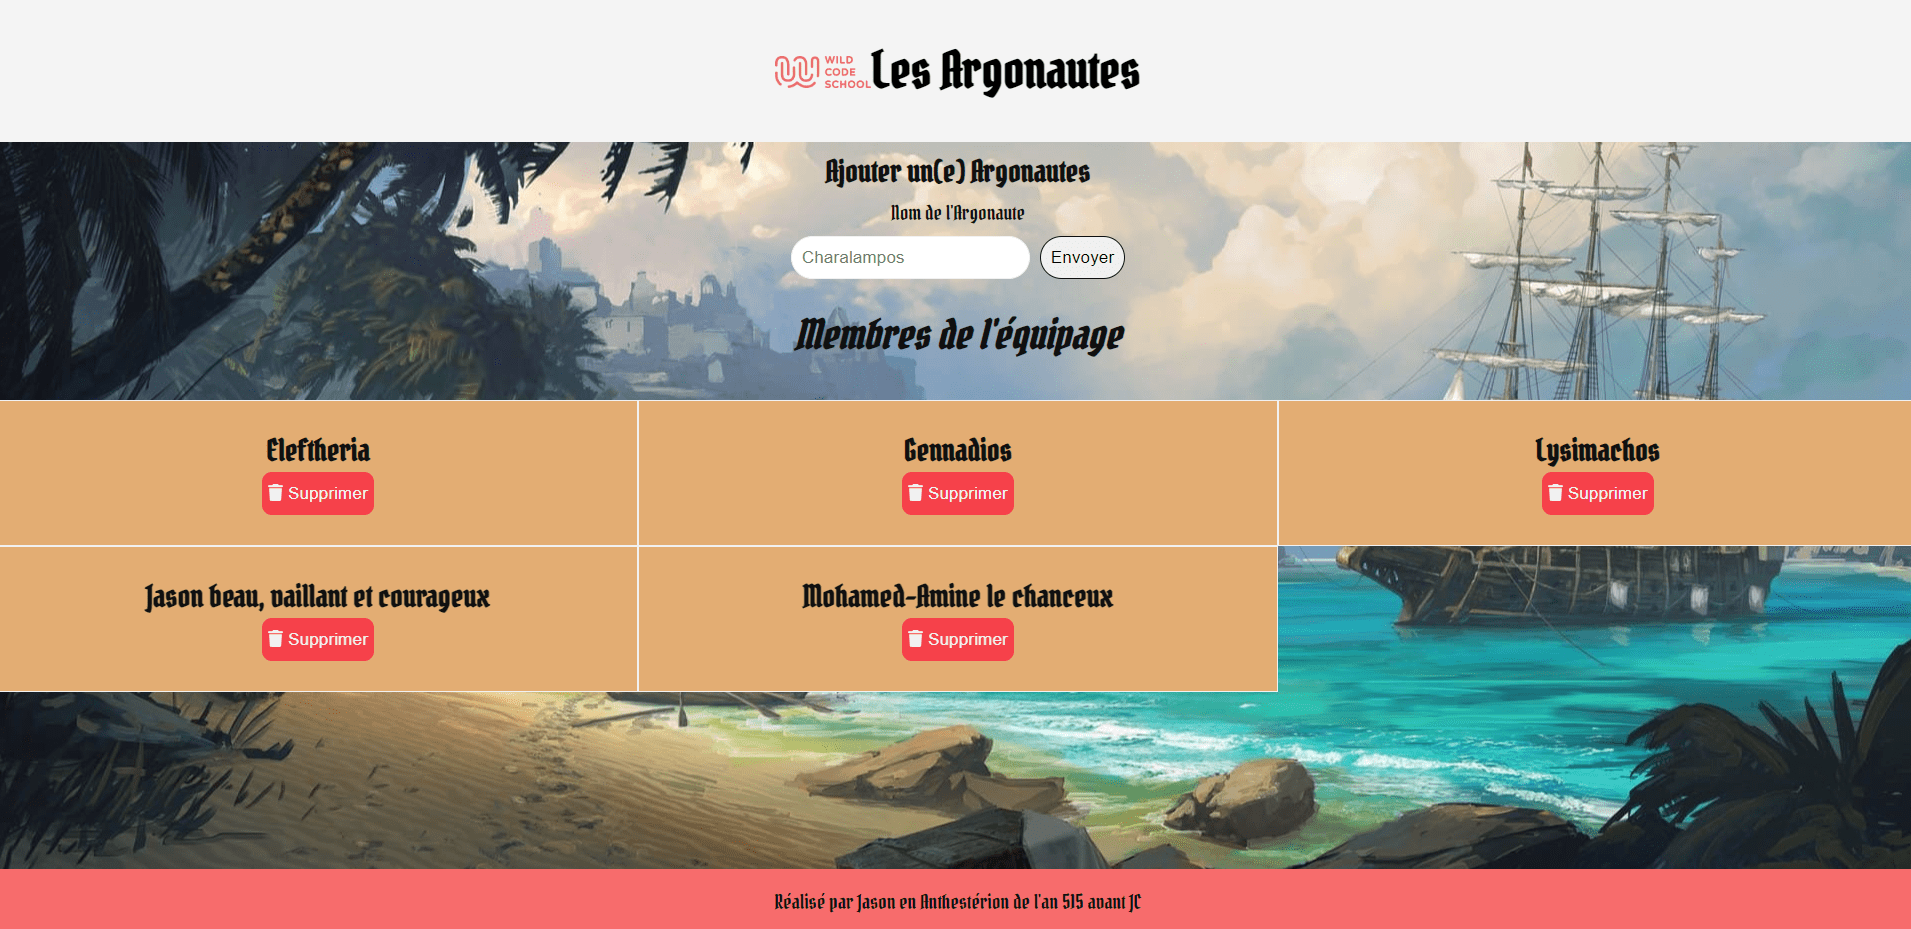 WILD
CODE
SCHOOL
Les Argonautes
Ajouter un(e) Argonautes
Nom de l'Argonaute
Charalampos
Envoyer
Membres de l'équipage
Eleftheria
Supprimer
Gennadios
Supprimer
Lysimachos
Supprimer
Jason beau, vaillant et courageux
Supprimer
Mohamed-Amine le chanceux
Supprimer
Réalisé par Jason en Anthestérion de l'an 515 avant JC